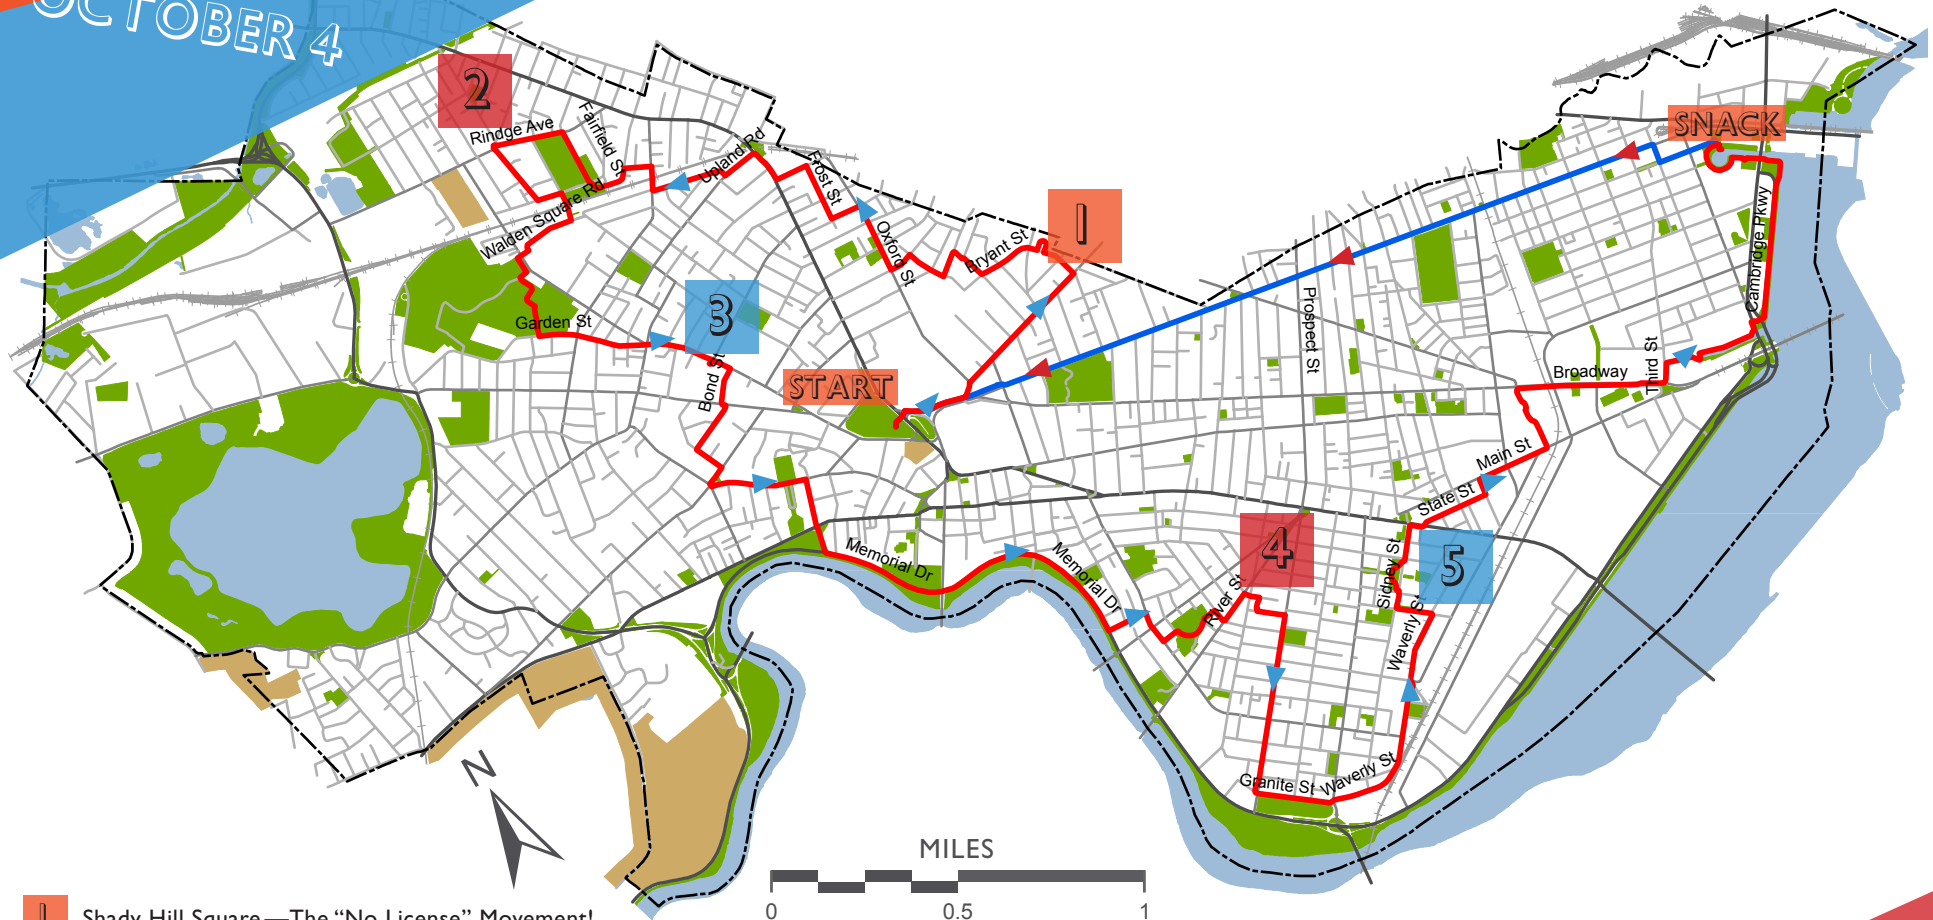 OCTOBER 4
2
SNACK
Rindge Ave
Fairfield St
Upland Rd
Frost St
1
Walden Square Rd
Oxford St
Bryant St
Cambridge Pkwy
3
Garden St
Prospect St
Bond St
START
Third St
Broadway
Main St
State St
Memorial Dr
Memorial Dr
4
5
Sidney St
River St
Waverly St
Granite St
Waverly St
N
MILES
0 0.5 1
1 Shady Hill Square—The “No License” Movement!